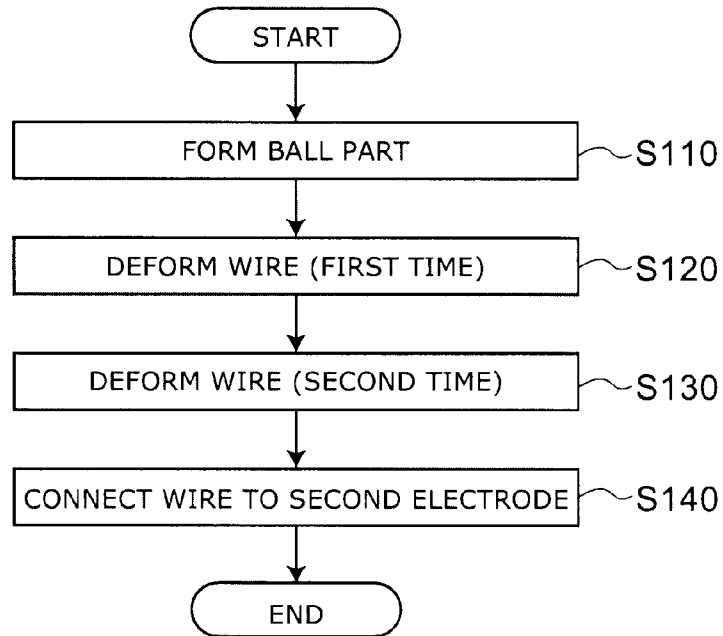 START
FORM BALL PART
S110
DEFORM WIRE (FIRST TIME)
S120
DEFORM WIRE (SECOND TIME)
S130
CONNECT WIRE TO SECOND ELECTRODE
S140
END